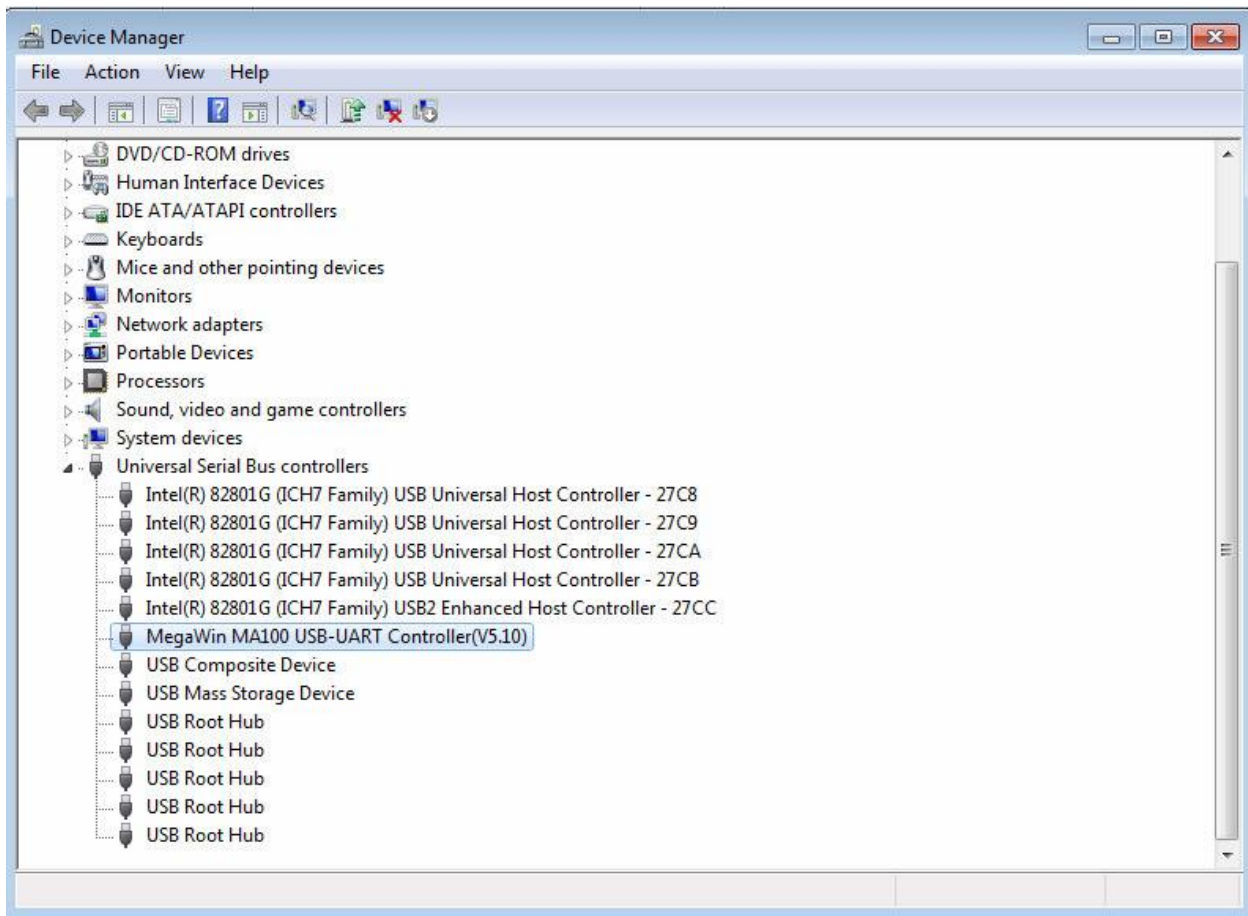 Device Manager
File Action View Help
DVD/CD-ROM drives
Human Interface Devices
IDE ATA/ATAPI controllers
Keyboards
Mice and other pointing devices
Monitors
Network adapters
Portable Devices
Processors
Sound, video and game controllers
System devices
Universal Serial Bus controllers
Intel(R) 82801G (ICH7 Family) USB Universal Host Controller - 27C8
Intel(R) 82801G (ICH7 Family) USB Universal Host Controller - 27C9
Intel(R) 82801G (ICH7 Family) USB Universal Host Controller - 27CA
Intel(R) 82801G (ICH7 Family) USB Universal Host Controller - 27CB
Intel(R) 82801G (ICH7 Family) USB2 Enhanced Host Controller - 27CC
MegaWin MA100 USB-UART Controller(V5.10)
USB Composite Device
USB Mass Storage Device
USB Root Hub
USB Root Hub
USB Root Hub
USB Root Hub
USB Root Hub